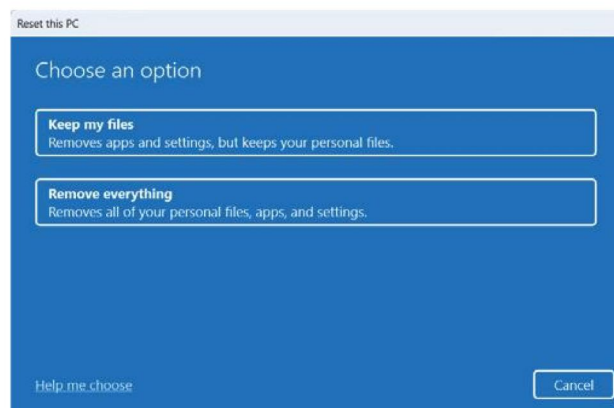 Reset this PC
Choose an option
Keep my files
Removes apps and settings, but keeps your personal files.
Remove everything
Removes all of your personal files, apps, and settings.
Help me choose
Cancel